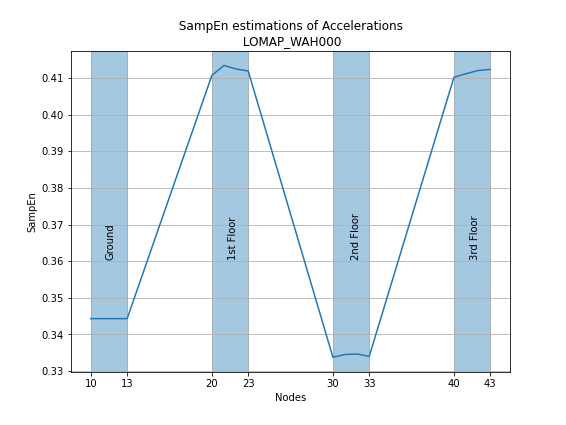 SampEn estimations of Accelerations
LOMAP_WAH000
0.41
0.40
0.39
0.38
0.37
0.36
0.35
0.34
0.33
SampEn
Ground
1st Floor
2nd Floor
3rd Floor
10 13 20 23 30 33 40 43
Nodes